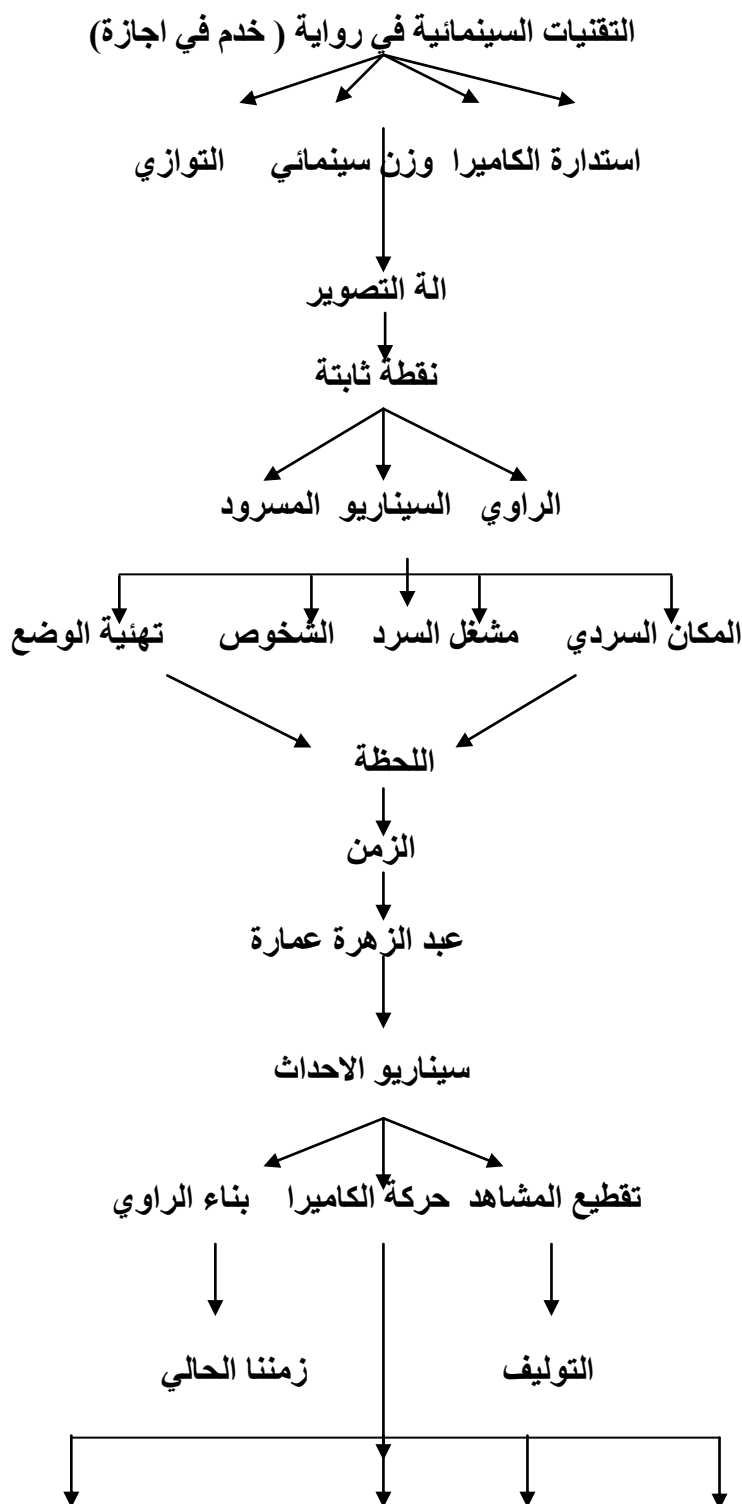 التقنيات السينمائية في رواية ( خدم في اجازة)
استدارة الكاميرا وزن سينمائي التوازي
الة التصوير
نقطة ثابتة
الراوي السيناريو المسرود
المكان السردي مشغل السرد الشخوص تهئية الوضع
اللحظة
الزمن
عبد الزهرة عمارة
سيناريو الاحداث
تقطيع المشاهد حركة الكاميرا بناء الراوي
التوليف زمننا الحالي